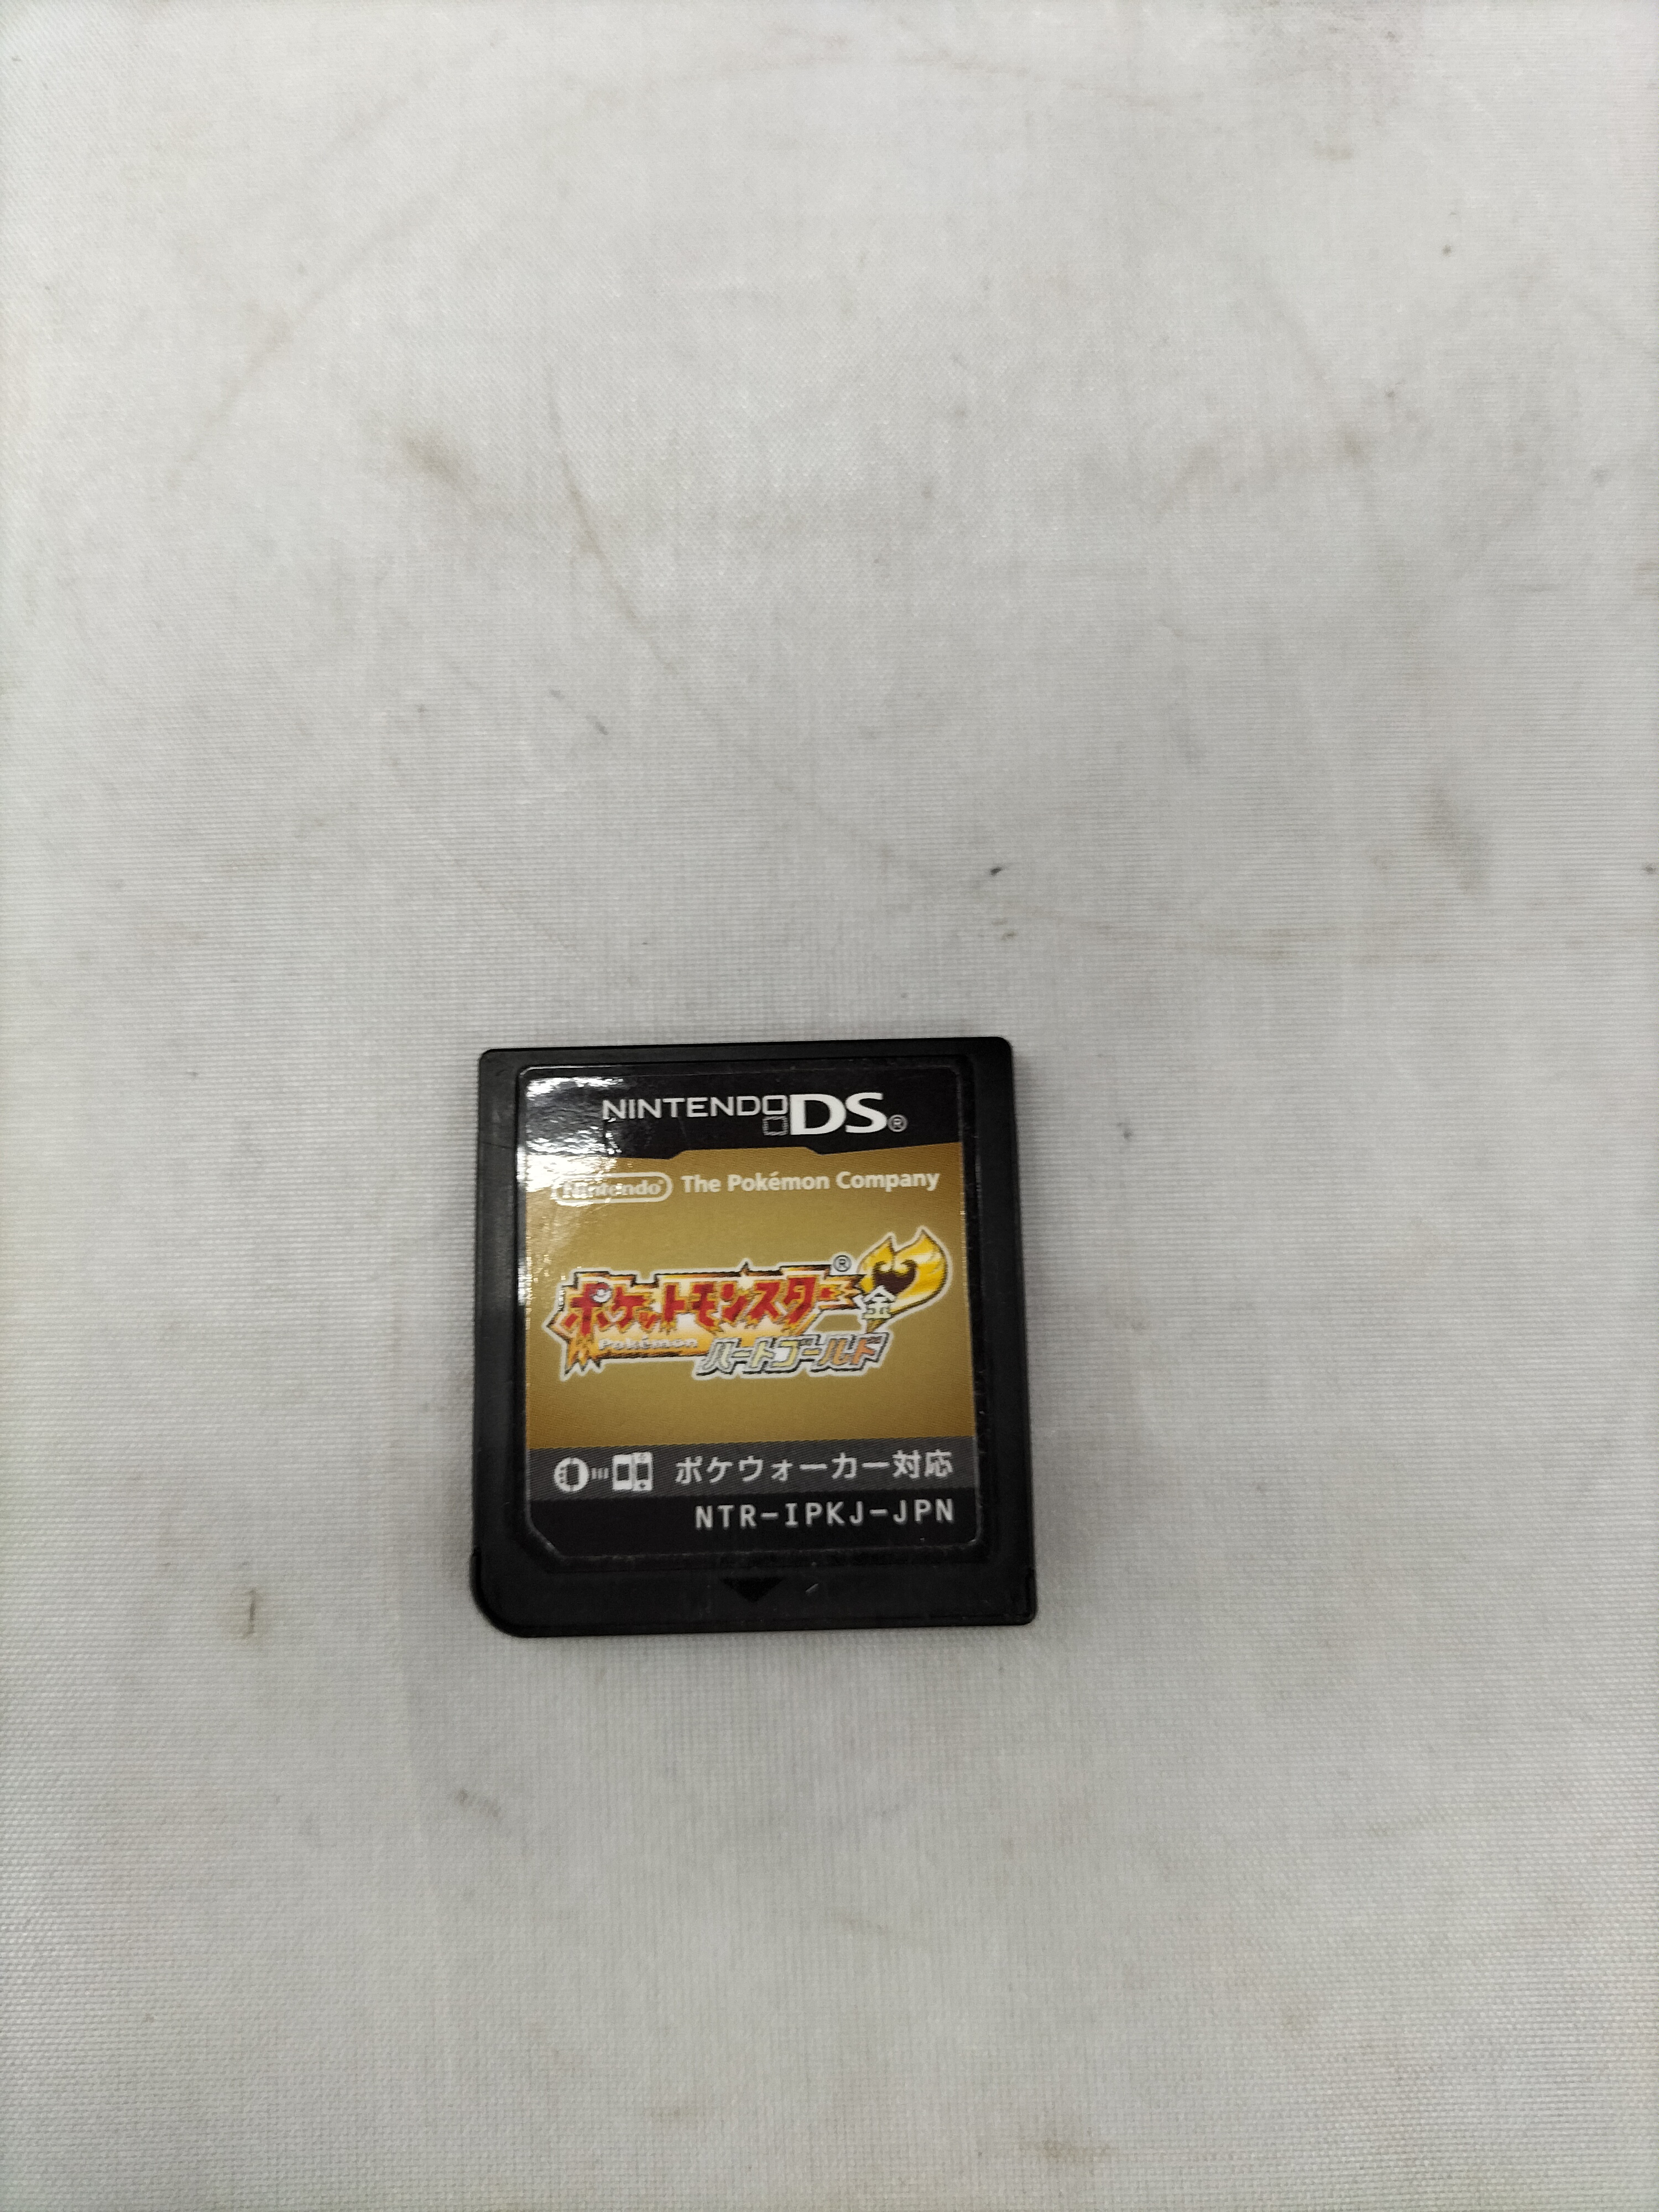 NINTENDO DS®
Nintendo The Pokémon Company
ポケットモンスター® 金
Pokémon ハートゴールド
ポケウォーカー対応
NTR-IPKJ-JPN